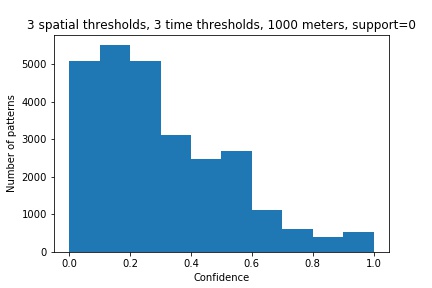 3 spatial thresholds, 3 time thresholds, 1000 meters, support=0
5000
4000
3000
2000
1000
0
Number of patterns
0.0 0.2 0.4 0.6 0.8 1.0
Confidence